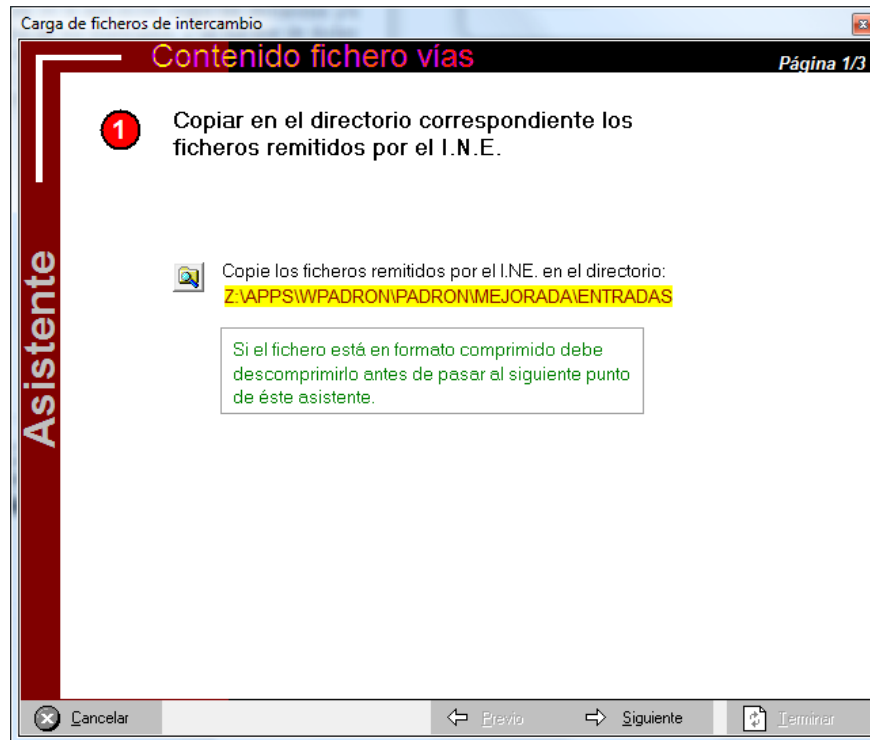 Carga de ficheros de intercambio
Contenido fichero vías
Página 1/3
1
Copiar en el directorio correspondiente los
ficheros remitidos por el I.N.E.
Asistente
Copie los ficheros remitidos por el I.NE. en el directorio:
Z:\APPS\WPADRON\PADRON\MEJORADA\ENTRADAS
Si el fichero está en formato comprimido debe
descomprimirlo antes de pasar al siguiente punto
de éste asistente.
Cancelar
Previo
Siguiente
Terminar